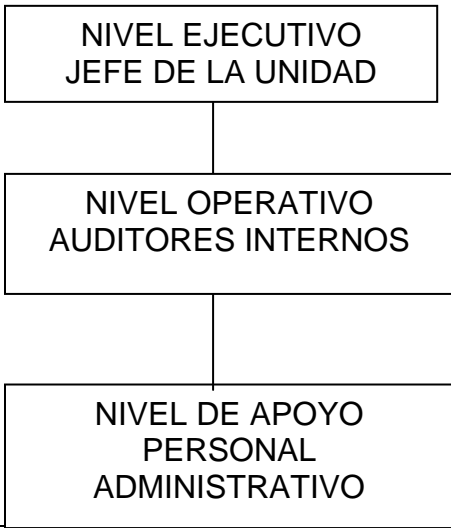 NIVEL EJECUTIVO
JEFE DE LA UNIDAD
NIVEL OPERATIVO
AUDITORES INTERNOS
NIVEL DE APOYO
PERSONAL
ADMINISTRATIVO